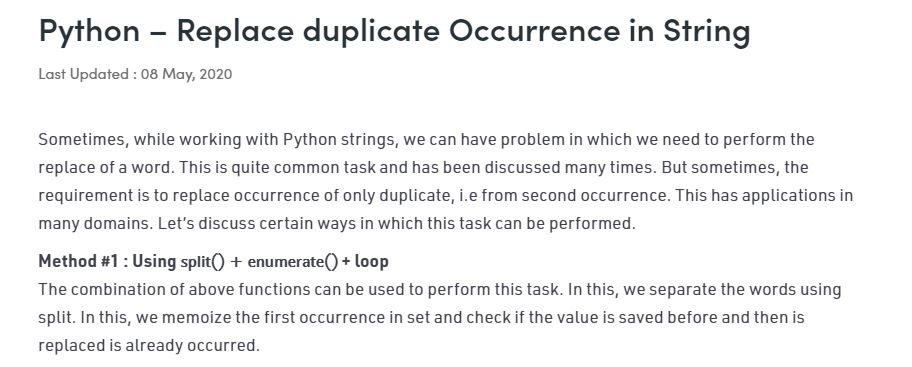 Python – Replace duplicate Occurrence in String
Last Updated : 08 May, 2020
Sometimes, while working with Python strings, we can have problem in which we need to perform the
replace of a word. This is quite common task and has been discussed many times. But sometimes, the
requirement is to replace occurrence of only duplicate, i.e from second occurrence. This has applications in
many domains. Let’s discuss certain ways in which this task can be performed.
Method #1 : Using split() + enumerate() + loop
The combination of above functions can be used to perform this task. In this, we separate the words using
split. In this, we memoize the first occurrence in set and check if the value is saved before and then is
replaced is already occurred.